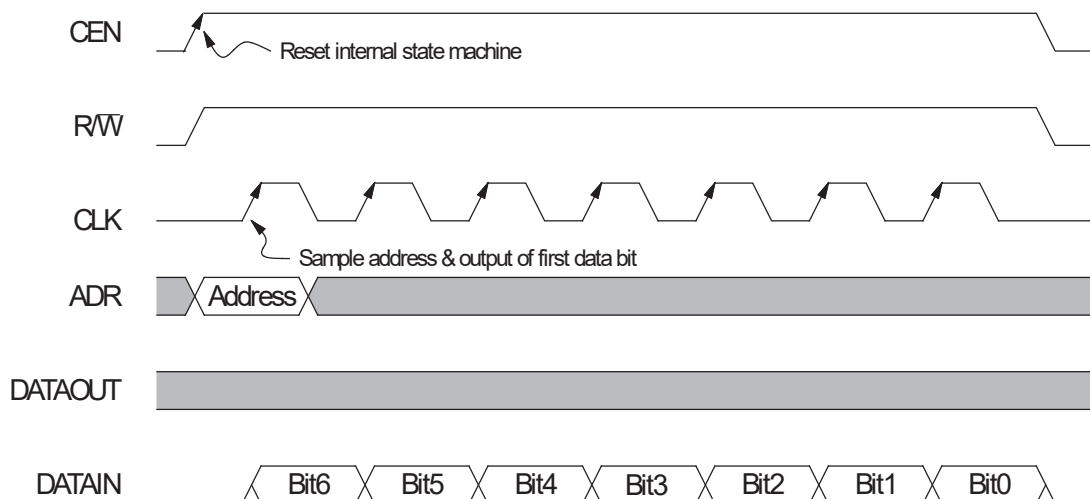 CEN
Reset internal state machine
R/W̅
CLK
Sample address & output of first data bit
ADR
Address
DATAOUT
DATAIN
Bit6 Bit5 Bit4 Bit3 Bit2 Bit1 Bit0